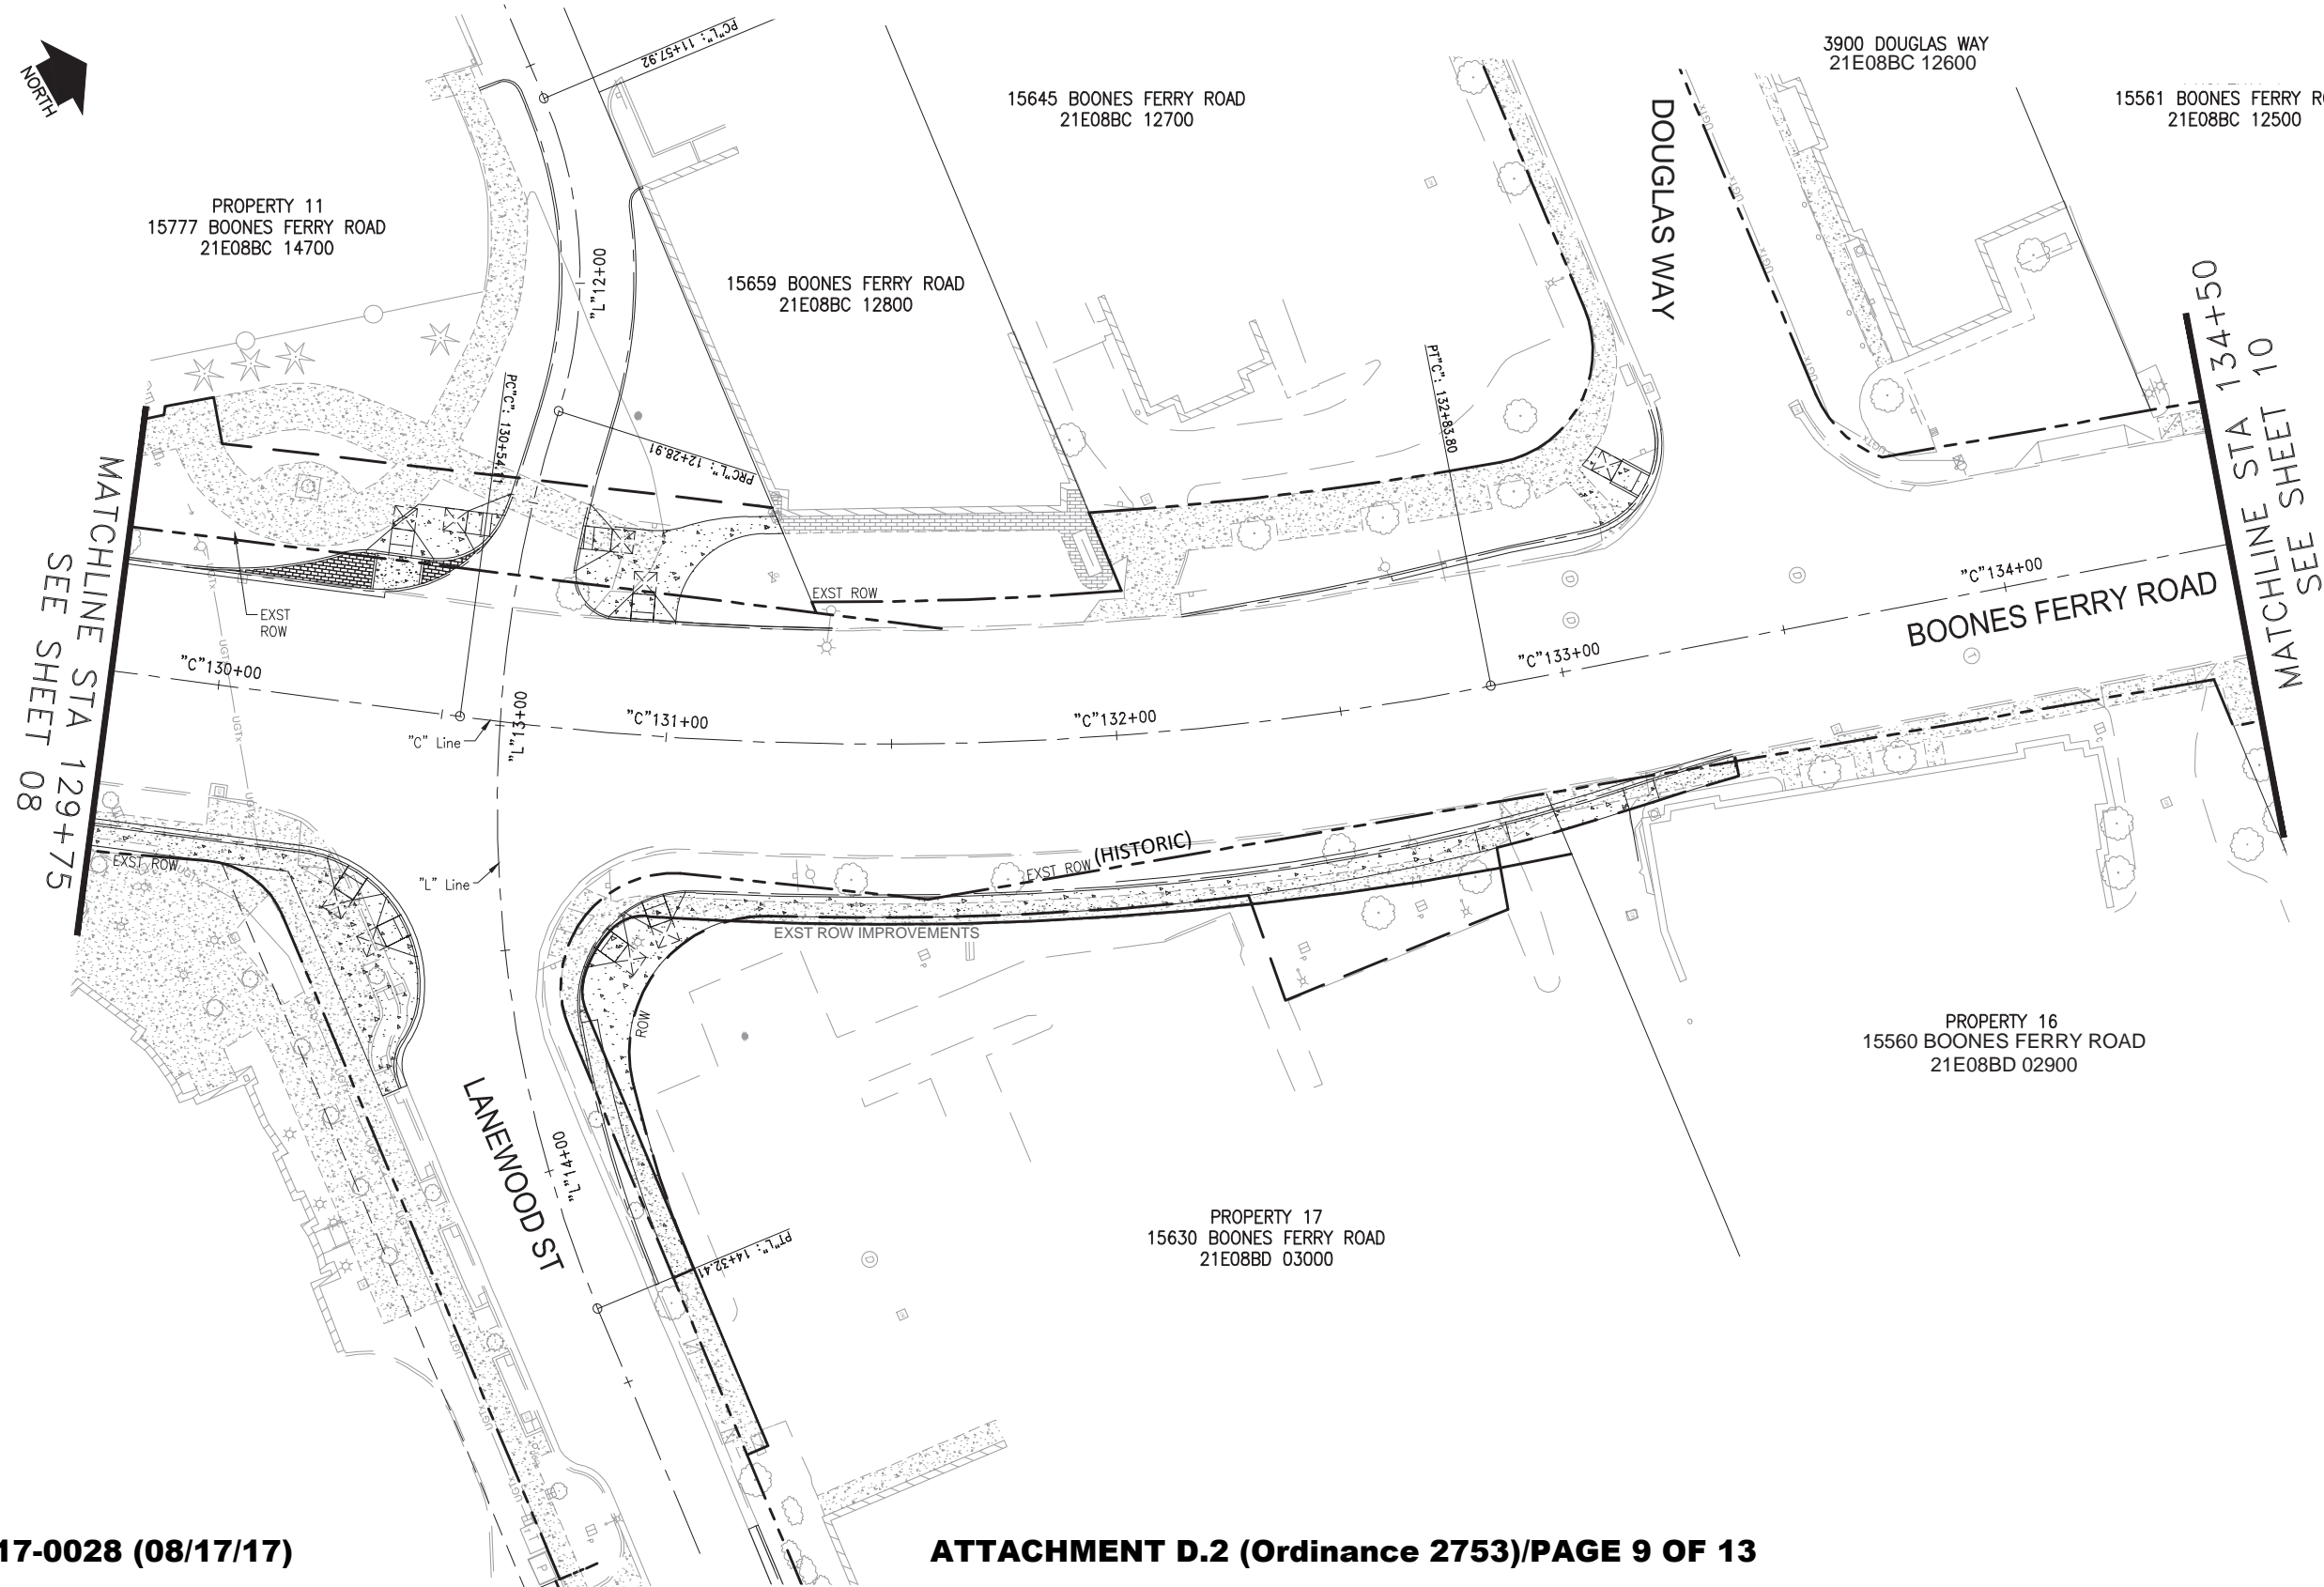 NORTH
PC"L": 11+57.92
3900 DOUGLAS WAY
21E08BC 12600
15645 BOONES FERRY ROAD
21E08BC 12700
15561 BOONES FERRY
21E08BC 12500
DOUGLAS WAY
PROPERTY 11
15777 BOONES FERRY ROAD
21E08BC 14700
"L"12+00
15659 BOONES FERRY ROAD
21E08BC 12800
PC"C": 130+54.11
PRC"L": 12+28.91
PT"C": 132+83.80
MATCHLINE STA 134+50
SEE SHEET 10
MATCHLINE STA 129+75
SEE SHEET 08
EXST
ROW
EXST ROW
"C"134+00
BOONES FERRY ROAD
"C"130+00
"C"133+00
"C"131+00
"C"132+00
"C" Line
"L"13+00
UGTx
UGTx
UGTx
EXST ROW
"L" Line
EXST ROW (HISTORIC)
EXST ROW IMPROVEMENTS
ROW
PROPERTY 16
15560 BOONES FERRY ROAD
21E08BD 02900
LANEWOOD ST
"L"14+00
PT"L": 14+32.41
PROPERTY 17
15630 BOONES FERRY ROAD
21E08BD 03000
17-0028 (08/17/17)
ATTACHMENT D.2 (Ordinance 2753)/PAGE 9 OF 13